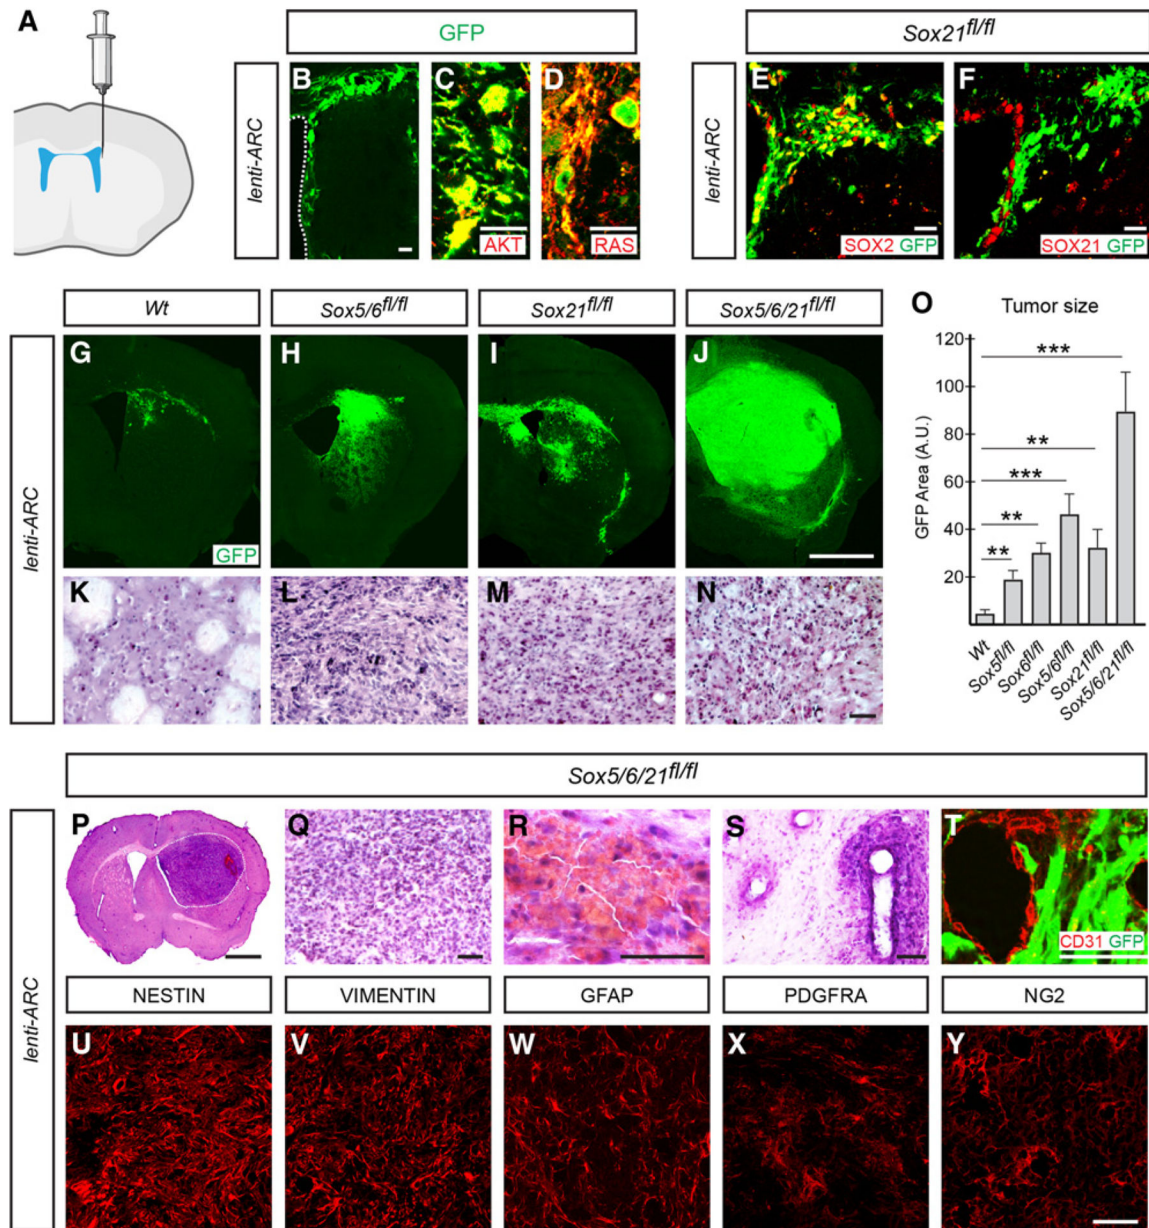 A
GFP
Sox21fl/fl
lenti-ARC
B
C
AKT
D
RAS
lenti-ARC
E
SOX2 GFP
F
SOX21 GFP
Wt
Sox5/6fl/fl
Sox21fl/fl
Sox5/6/21fl/fl
lenti-ARC
G
GFP
H
I
J
K
L
M
N
O
Tumor size
GFP Area (A.U.)
120
100
80
60
40
20
***
**
***
**
**
Wt
Sox5fl/fl
Sox6fl/fl
Sox5/6fl/fl
Sox21fl/fl
Sox5/6/21fl/fl
Sox5/6/21fl/fl
lenti-ARC
P
Q
R
S
T
CD31 GFP
NESTIN
VIMENTIN
GFAP
PDGFRA
NG2
U
V
W
X
Y